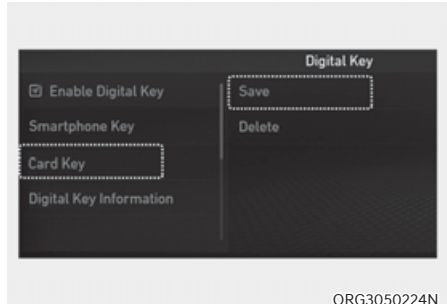 Digital Key
Enable Digital Key
Smartphone Key
Card Key
Digital Key Information
Save
Delete
ORG3050224N